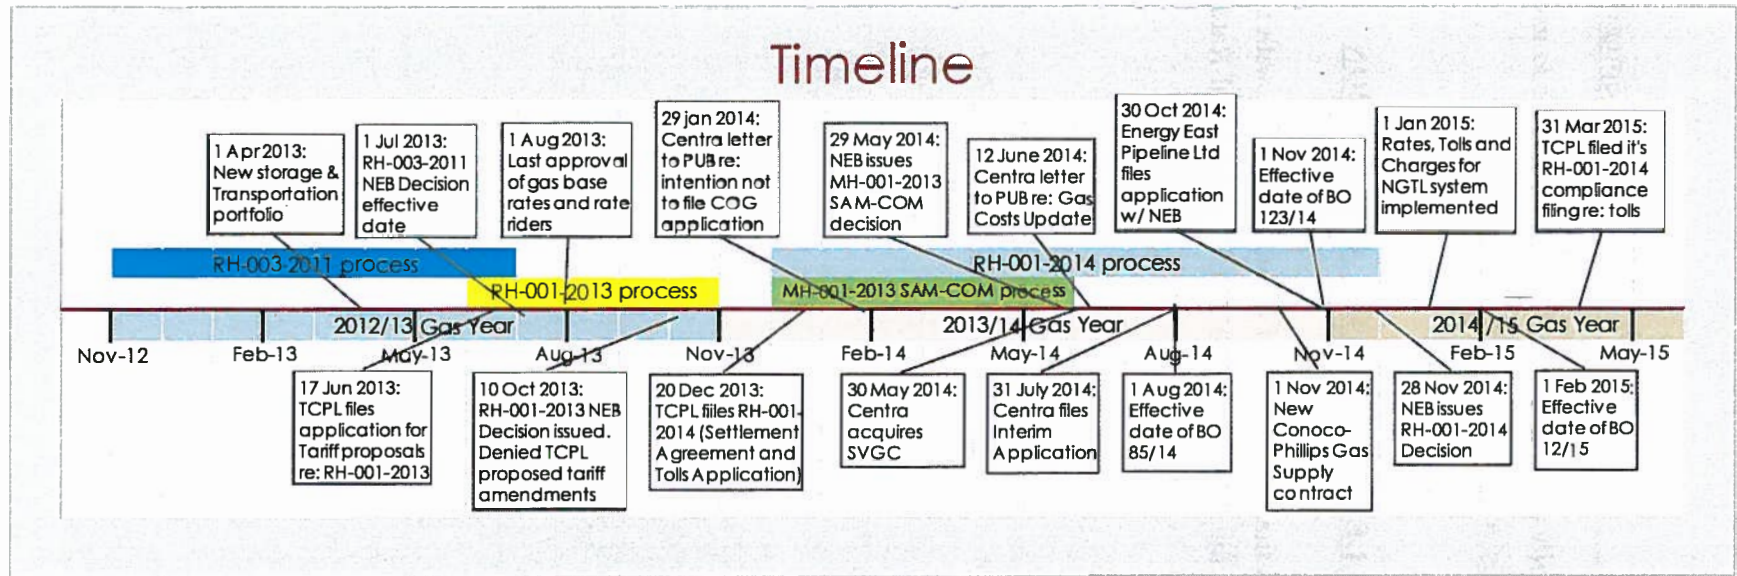 Timeline
1 Apr 2013:
New storage &
Transportation
portfolio
1 Jul 2013:
RH-003-2011
NEB Decision
effective
date
1 Aug 2013:
Last approval
of gas base
rates and rate
riders
29 jan 2014:
Centra letter
to PUB re:
intention not
to file COG
application
29 May 2014:
NEB issues
MH-001-2013
SAM-COM
decision
12 June 2014:
Centra letter
to PUB re: Gas
Costs Update
30 Oct 2014:
Energy East
Pipeline Ltd
files
application
w/ NEB
1 Nov 2014:
Effective
date of BO
123/14
1 Jan 2015:
Rates, Tolls and
Charges for
NGTL system
implemented
31 Mar 2015:
TCPL filed it's
RH-001-2014
compliance
filing re: tolls
RH-003-2011 process
RH-001-2014 process
RH-001-2013 process
MH-001-2013 SAM-COM process
2012/13 Gas Year
2013/14 Gas Year
2014/15 Gas Year
Nov-12
Feb-13
May-13
Aug-13
Nov-13
Feb-14
May-14
Aug-14
Nov-14
Feb-15
May-15
17 Jun 2013:
TCPL files
application for
Tariff proposals
re: RH-001-2013
10 Oct 2013:
RH-001-2013 NEB
Decision issued.
Denied TCPL
proposed tariff
amendments
20 Dec 2013:
TCPL fiiles RH-001-
2014 (Settlement
Agreement and
Tolls Application)
30 May 2014:
Centra
acquires
SVGC
31 July 2014:
Centra files
Interim
Application
1 Aug 2014:
Effective
date of BO
85/14
1 Nov 2014:
New
Conoco-
Phillips Gas
Supply
contract
28 Nov 2014:
NEB issues
RH-001-2014
Decision
1 Feb 2015:
Effective
date of BO
12/15